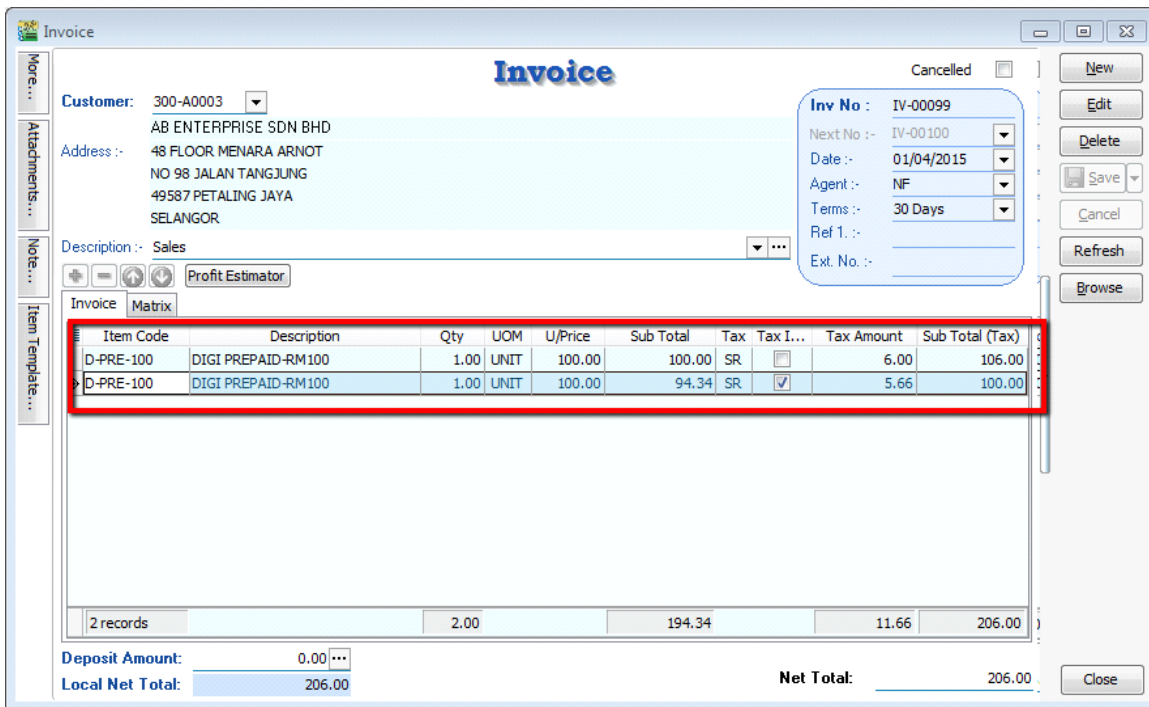 Invoice
More...
Attachments...
Note...
Item Template...
Invoice
Cancelled
Customer: 300-A0003
AB ENTERPRISE SDN BHD
Address :- 48 FLOOR MENARA ARNOT
NO 98 JALAN TANGJUNG
49587 PETALING JAYA
SELANGOR
Description :- Sales
Inv No : IV-00099
Next No :- IV-00100
Date :- 01/04/2015
Agent :- NF
Terms :- 30 Days
Ref 1. :-
Ext. No. :-
New
Edit
Delete
Save
Cancel
Refresh
Browse
Profit Estimator
Invoice Matrix
Item Code Description Qty UOM U/Price Sub Total Tax Tax I... Tax Amount Sub Total (Tax)
D-PRE-100 DIGI PREPAID-RM100 1.00 UNIT 100.00 100.00 SR 6.00 106.00
D-PRE-100 DIGI PREPAID-RM100 1.00 UNIT 100.00 94.34 SR 5.66 100.00
2 records 2.00 194.34 11.66 206.00
Deposit Amount: 0.00 ...
Local Net Total: 206.00
Net Total: 206.00
Close